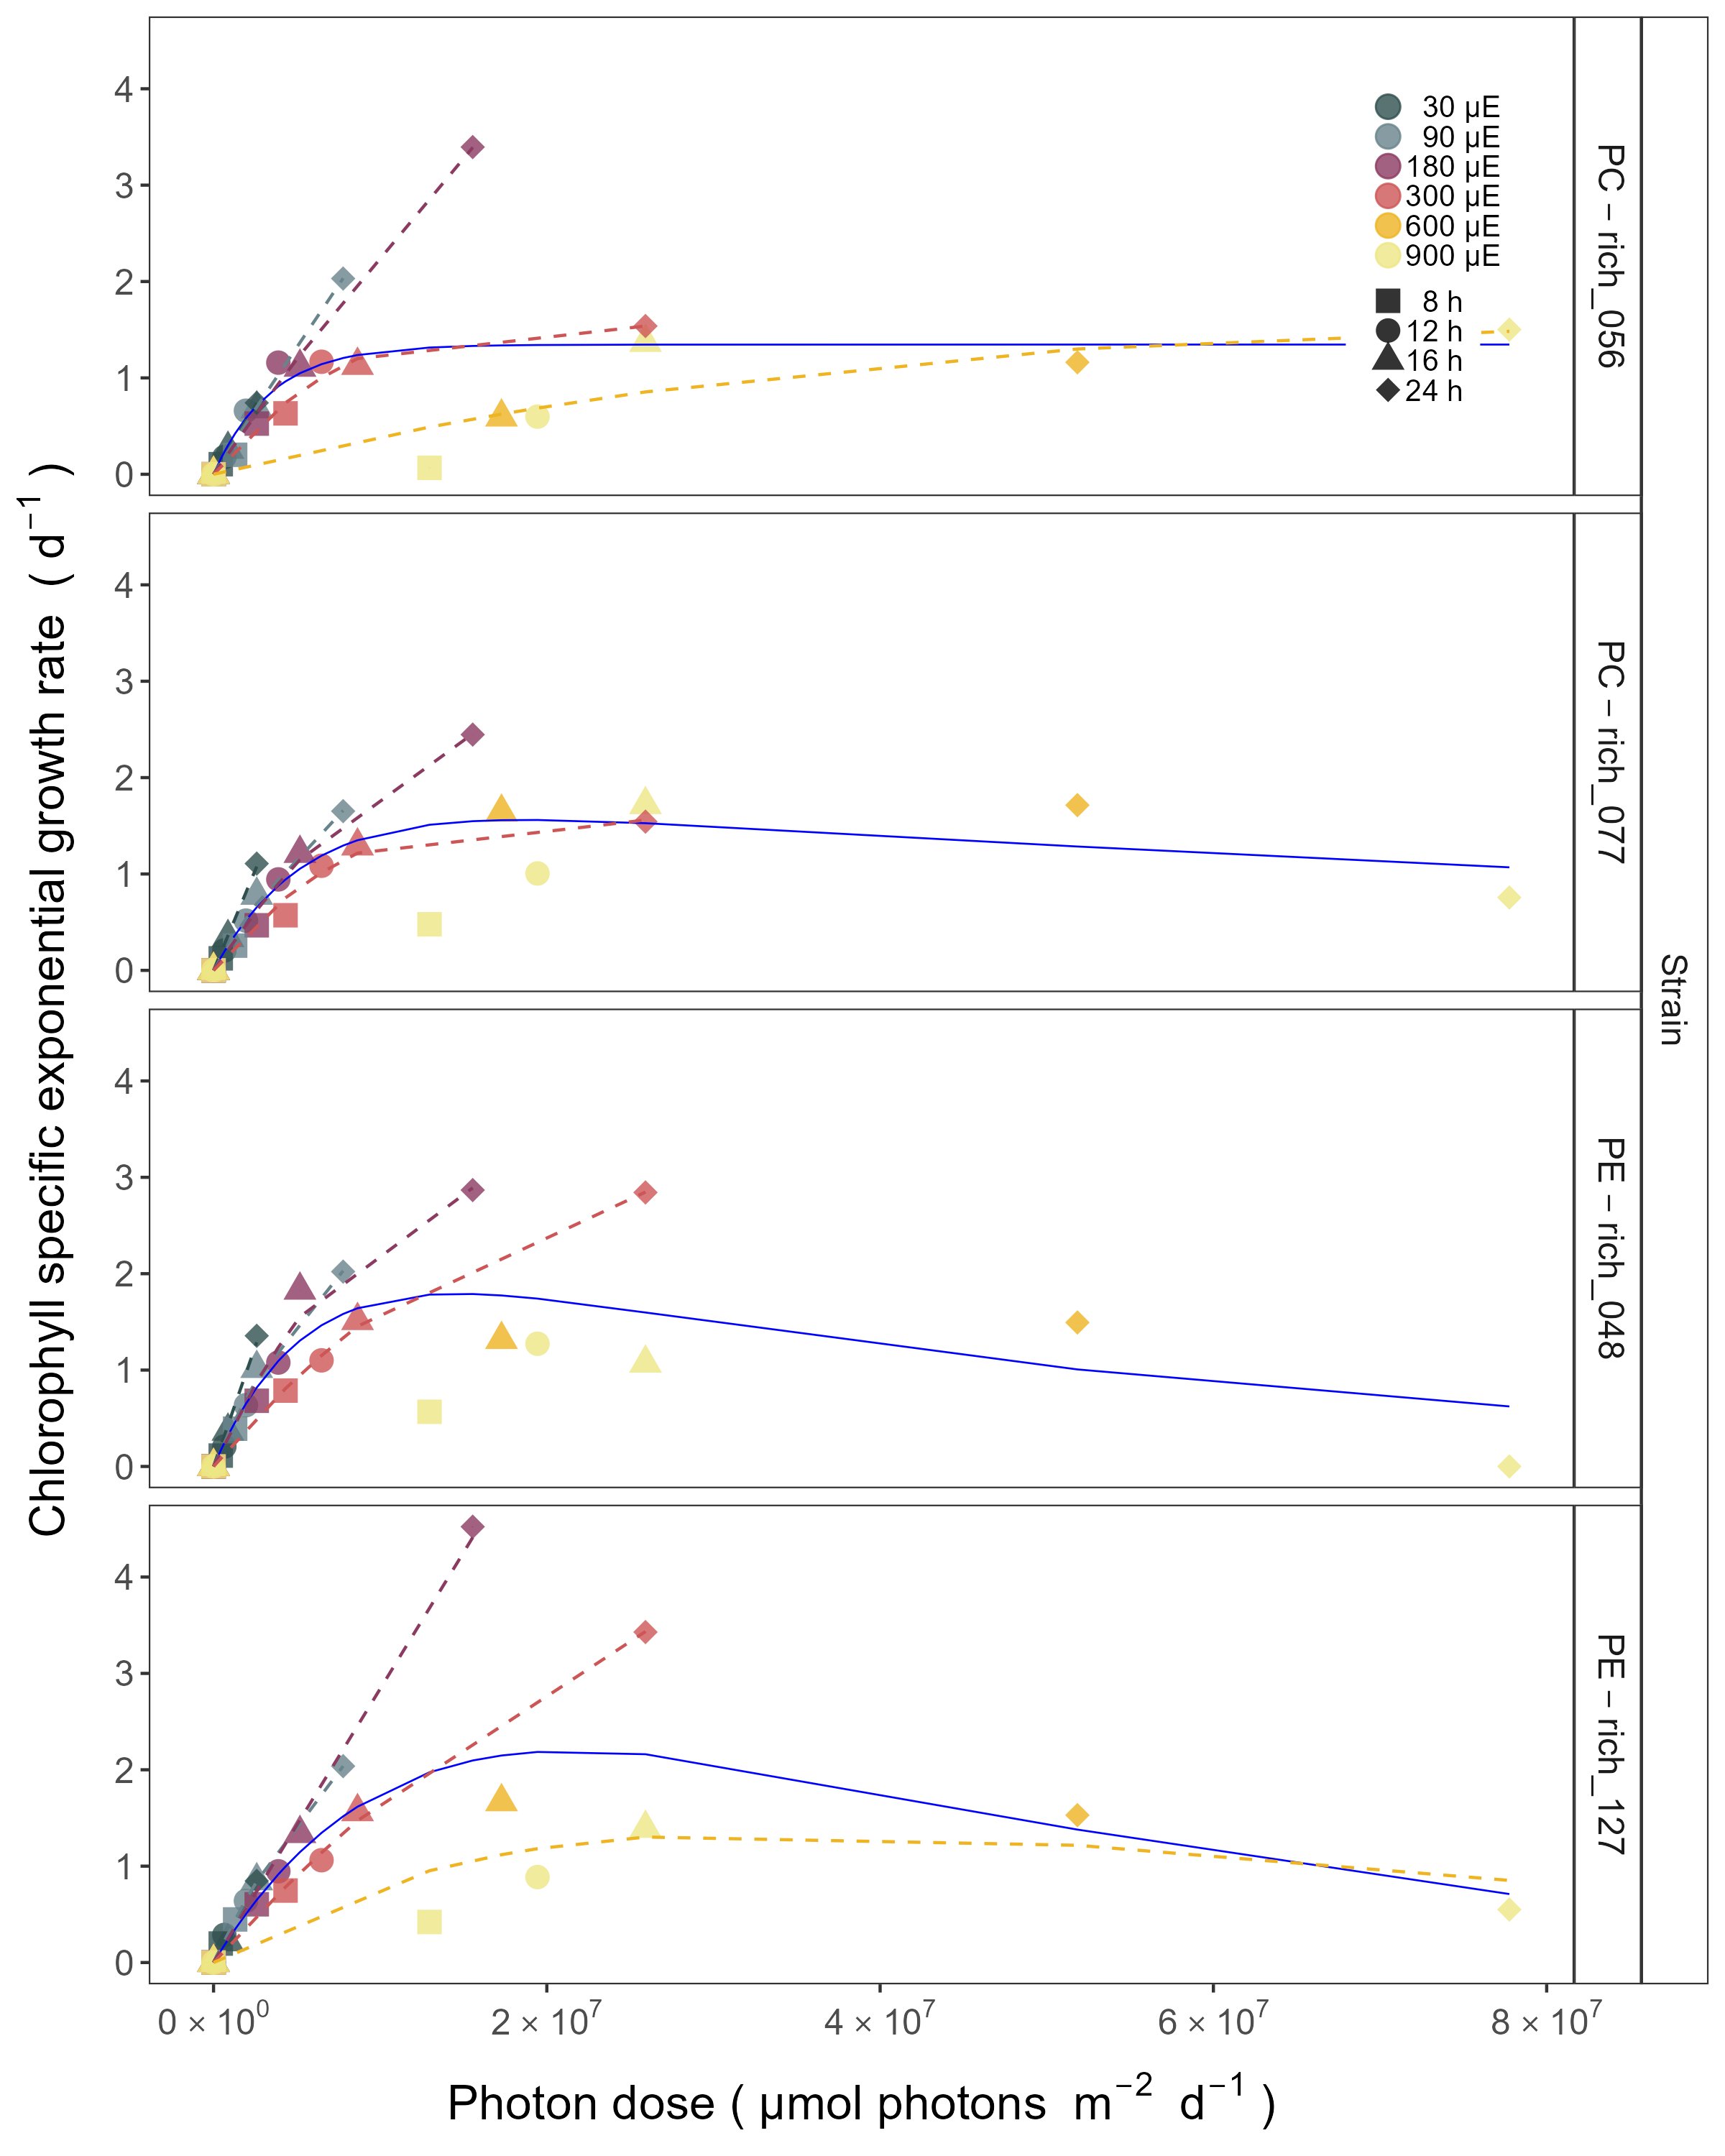 Chlorophyll specific exponential growth rate ( d⁻¹ )
4
3
2
1
0
30 µE
90 µE
180 µE
300 µE
600 µE
900 µE
8 h
12 h
16 h
24 h
PC − rich_056
4
3
2
1
0
PC − rich_077
4
3
2
1
0
PE − rich_048
4
3
2
1
0
PE − rich_127
Strain
0 × 10⁰
2 × 10⁷
4 × 10⁷
6 × 10⁷
8 × 10⁷
Photon dose ( µmol photons m⁻² d⁻¹ )